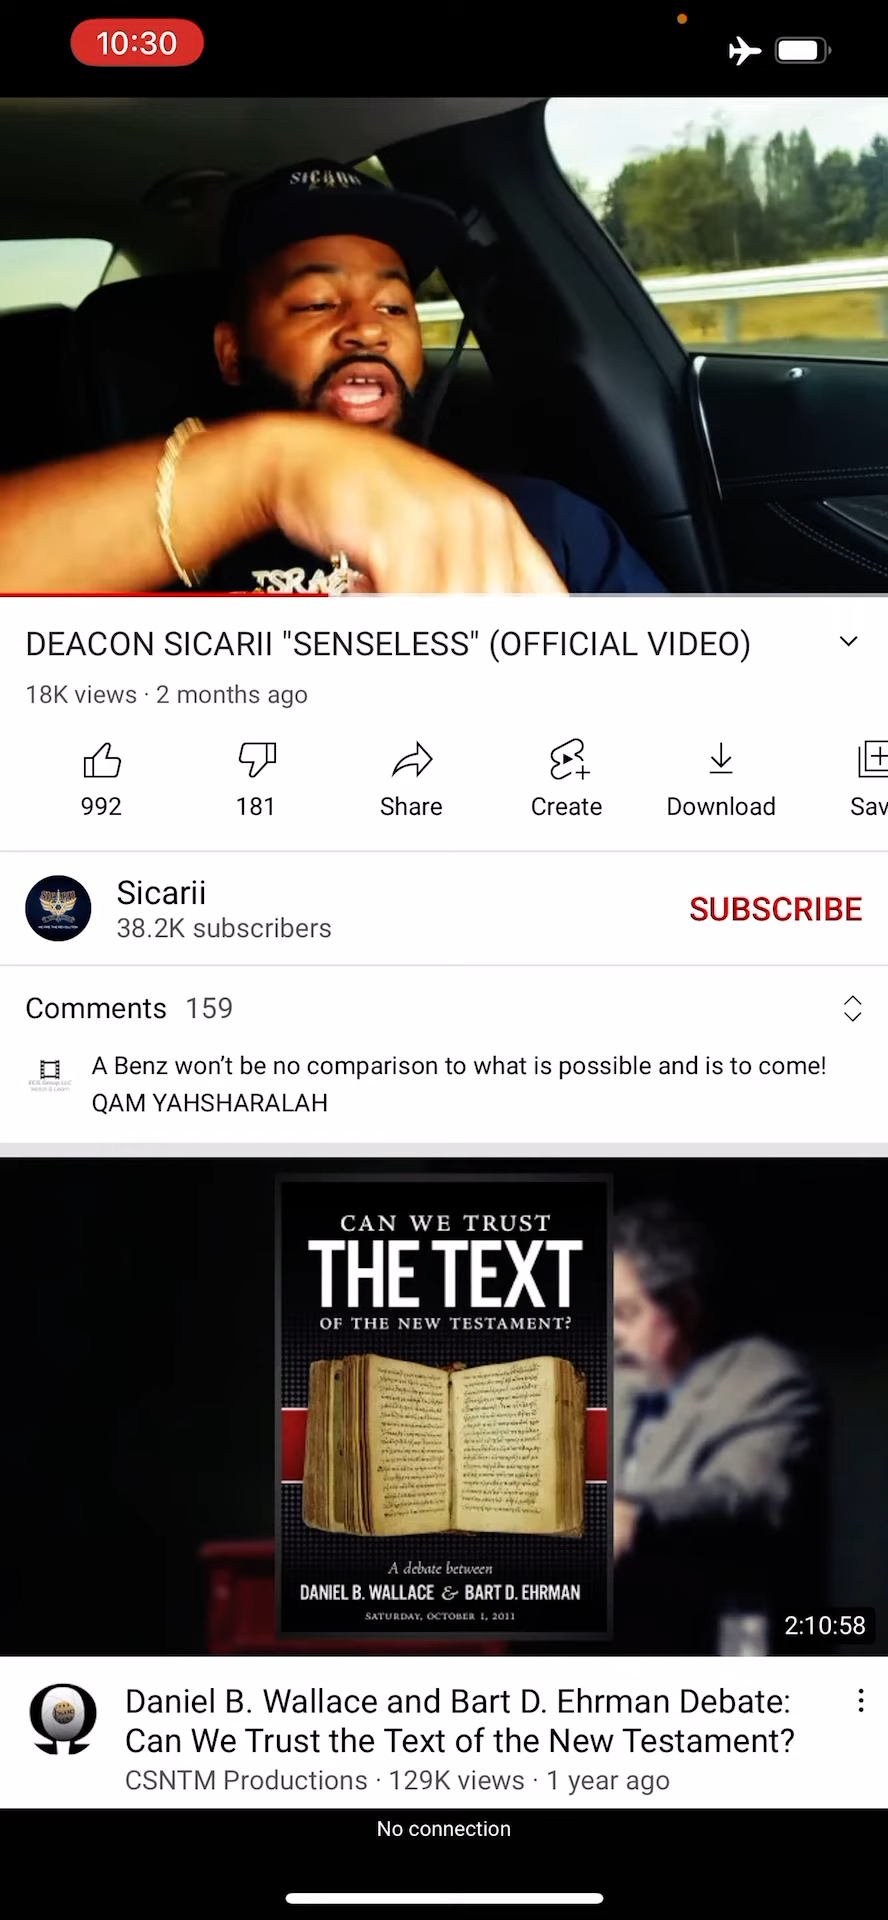 10:30
SICARII
ISRAE
DEACON SICARII "SENSELESS" (OFFICIAL VIDEO)
18K views · 2 months ago
992
181
Share
Create
Download
Sav
Sicarii
38.2K subscribers
SUBSCRIBE
Comments 159
A Benz won’t be no comparison to what is possible and is to come!
QAM YAHSHARALAH
CAN WE TRUST
THE TEXT
OF THE NEW TESTAMENT?
A debate between
DANIEL B. WALLACE & BART D. EHRMAN
SATURDAY, OCTOBER 1, 2011
2:10:58
Daniel B. Wallace and Bart D. Ehrman Debate:
Can We Trust the Text of the New Testament?
CSNTM Productions · 129K views · 1 year ago
No connection